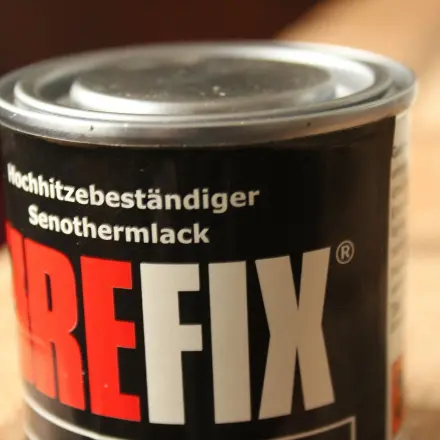 Hochhitzebeständiger
Senothermlack
REFIX®